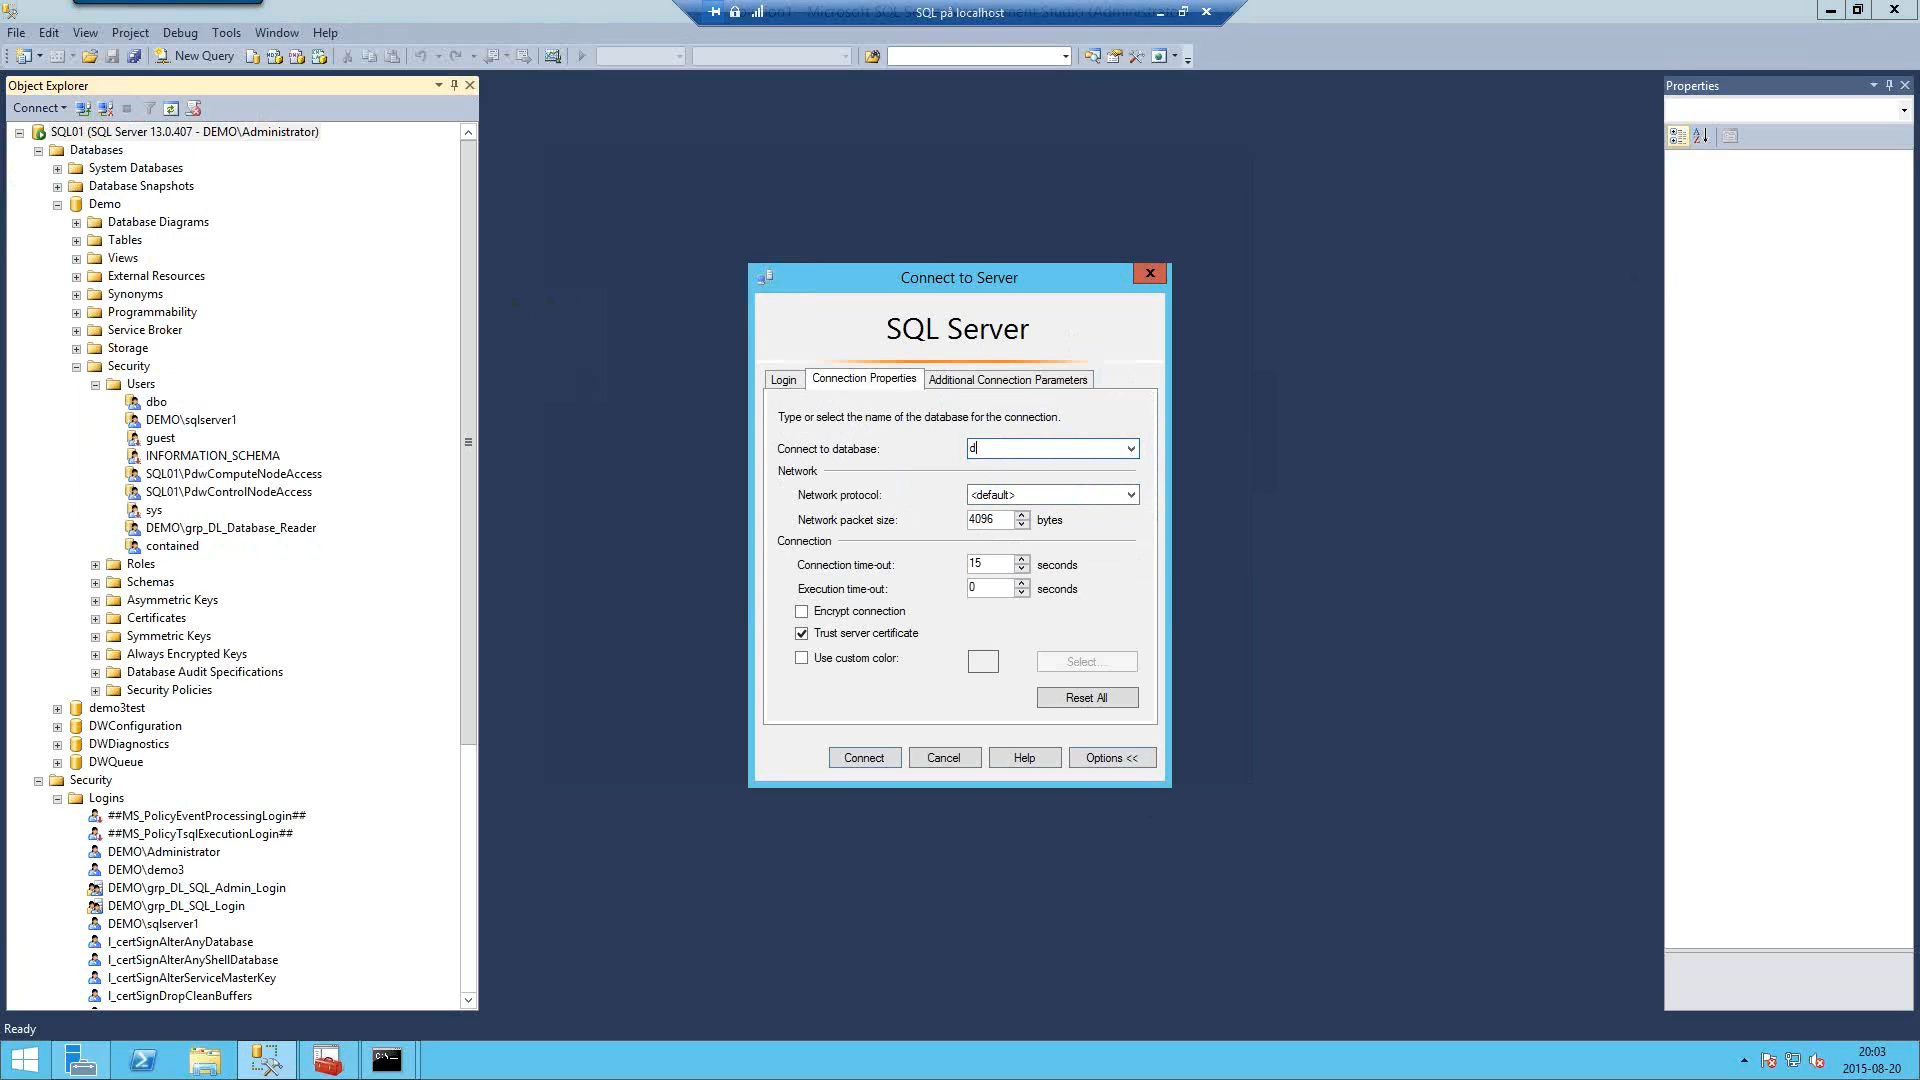 SQL på localhost
File Edit View Project Debug Tools Window Help
New Query
Object Explorer
Connect
SQL01 (SQL Server 13.0.407 - DEMO\Administrator)
Databases
System Databases
Database Snapshots
Demo
Database Diagrams
Tables
Views
External Resources
Synonyms
Programmability
Service Broker
Storage
Security
Users
dbo
DEMO\sqlserver1
guest
INFORMATION_SCHEMA
SQL01\PdwComputeNodeAccess
SQL01\PdwControlNodeAccess
sys
DEMO\grp_DL_Database_Reader
contained
Roles
Schemas
Asymmetric Keys
Certificates
Symmetric Keys
Always Encrypted Keys
Database Audit Specifications
Security Policies
demo3test
DWConfiguration
DWDiagnostics
DWQueue
Security
Logins
##MS_PolicyEventProcessingLogin##
##MS_PolicyTsqlExecutionLogin##
DEMO\Administrator
DEMO\demo3
DEMO\grp_DL_SQL_Admin_Login
DEMO\grp_DL_SQL_Login
DEMO\sqlserver1
l_certSignAlterAnyDatabase
l_certSignAlterAnyShellDatabase
l_certSignAlterServiceMasterKey
l_certSignDropCleanBuffers
Connect to Server
SQL Server
Login Connection Properties Additional Connection Parameters
Type or select the name of the database for the connection.
Connect to database: d
Network
Network protocol: <default>
Network packet size: 4096 bytes
Connection
Connection time-out: 15 seconds
Execution time-out: 0 seconds
Encrypt connection
Trust server certificate
Use custom color: Select...
Reset All
Connect Cancel Help Options <<
Properties
Ready
20:03
2015-08-20